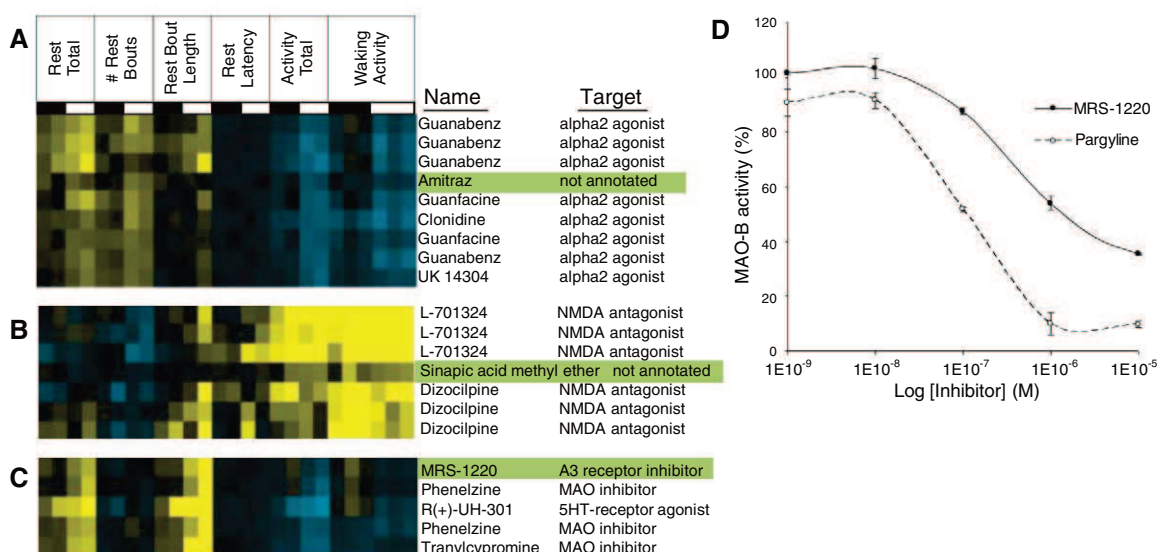 A
Rest Total
# Rest Bouts
Rest Bout Length
Rest Latency
Activity Total
Waking Activity
Name Target
Guanabenz alpha2 agonist
Guanabenz alpha2 agonist
Guanabenz alpha2 agonist
Amitraz not annotated
Guanfacine alpha2 agonist
Clonidine alpha2 agonist
Guanfacine alpha2 agonist
Guanabenz alpha2 agonist
UK 14304 alpha2 agonist
B
L-701324 NMDA antagonist
L-701324 NMDA antagonist
L-701324 NMDA antagonist
Sinapic acid methyl ether not annotated
Dizocilpine NMDA antagonist
Dizocilpine NMDA antagonist
Dizocilpine NMDA antagonist
C
MRS-1220 A3 receptor inhibitor
Phenelzine MAO inhibitor
R(+)-UH-301 5HT-receptor agonist
Phenelzine MAO inhibitor
Tranylcypromine MAO inhibitor
D
MAO-B activity (%)
120
100
80
60
40
20
0
1E10-9 1E10-8 1E10-7 1E10-6 1E10-5
Log [Inhibitor] (M)
MRS-1220
Pargyline